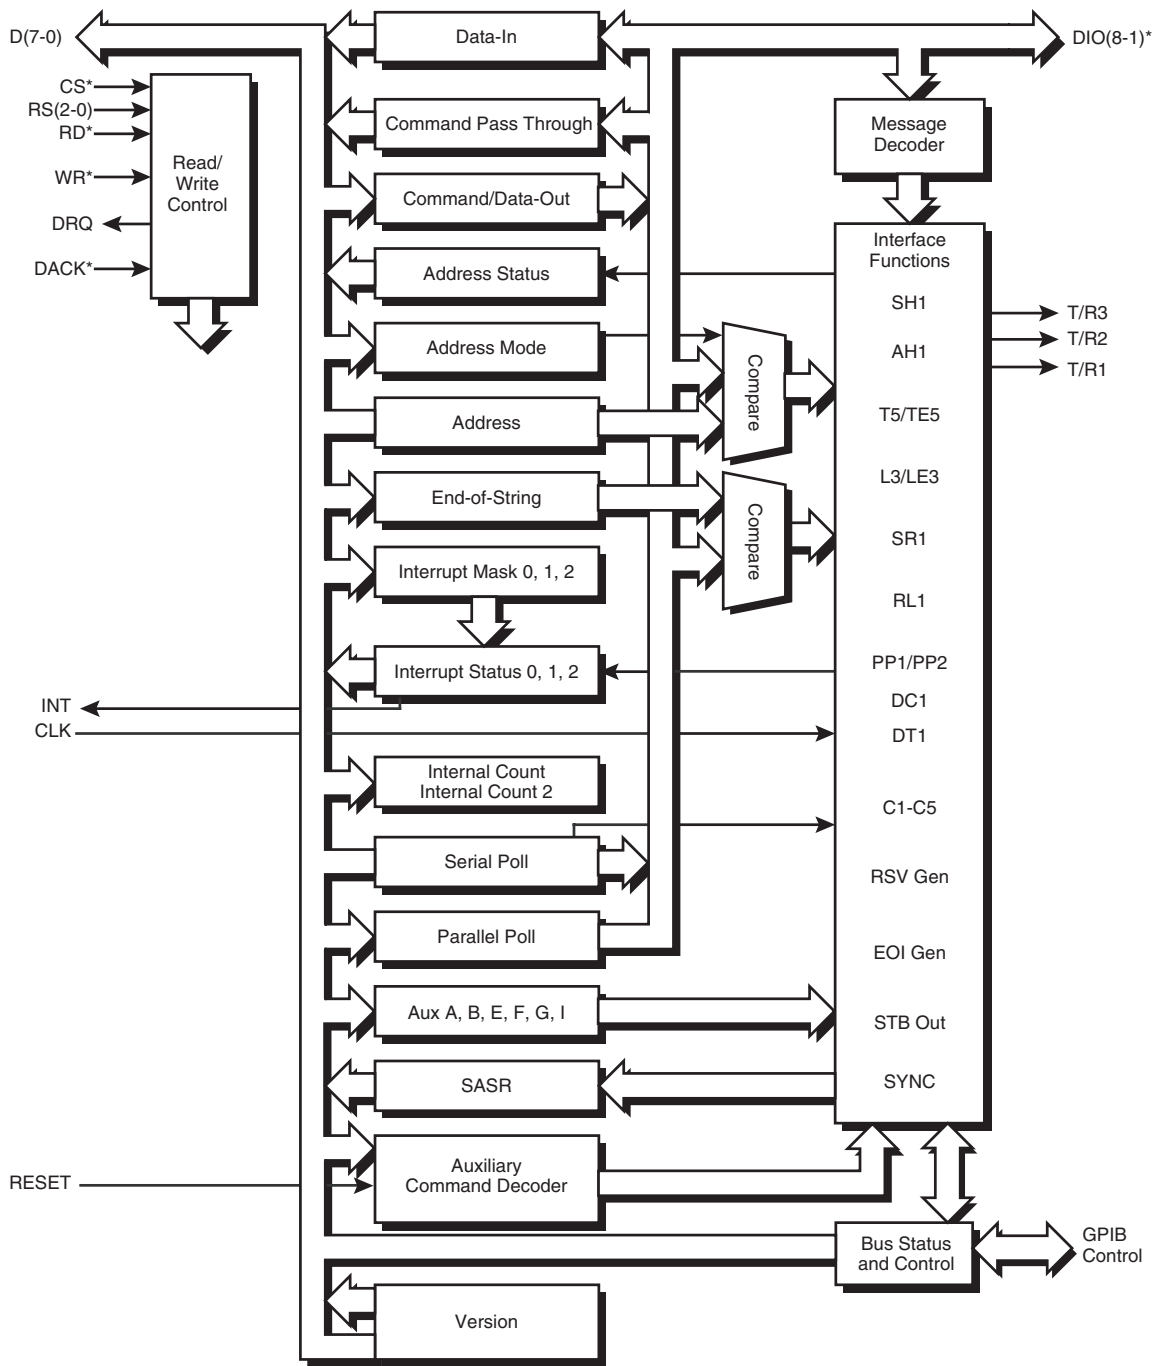 D(7-0)
Data-In
DIO(8-1)*
CS*
RS(2-0)
RD*
WR*
DRQ
DACK*
Read/
Write
Control
Command Pass Through
Message
Decoder
Command/Data-Out
Address Status
Interface
Functions
SH1
AH1
T5/TE5
L3/LE3
SR1
RL1
PP1/PP2
DC1
DT1
C1-C5
RSV Gen
EOI Gen
STB Out
SYNC
T/R3
T/R2
T/R1
Address Mode
Compare
Address
End-of-String
Compare
Interrupt Mask 0, 1, 2
Interrupt Status 0, 1, 2
INT
CLK
Internal Count
Internal Count 2
Serial Poll
Parallel Poll
Aux A, B, E, F, G, I
SASR
RESET
Auxiliary
Command Decoder
Bus Status
and Control
GPIB
Control
Version